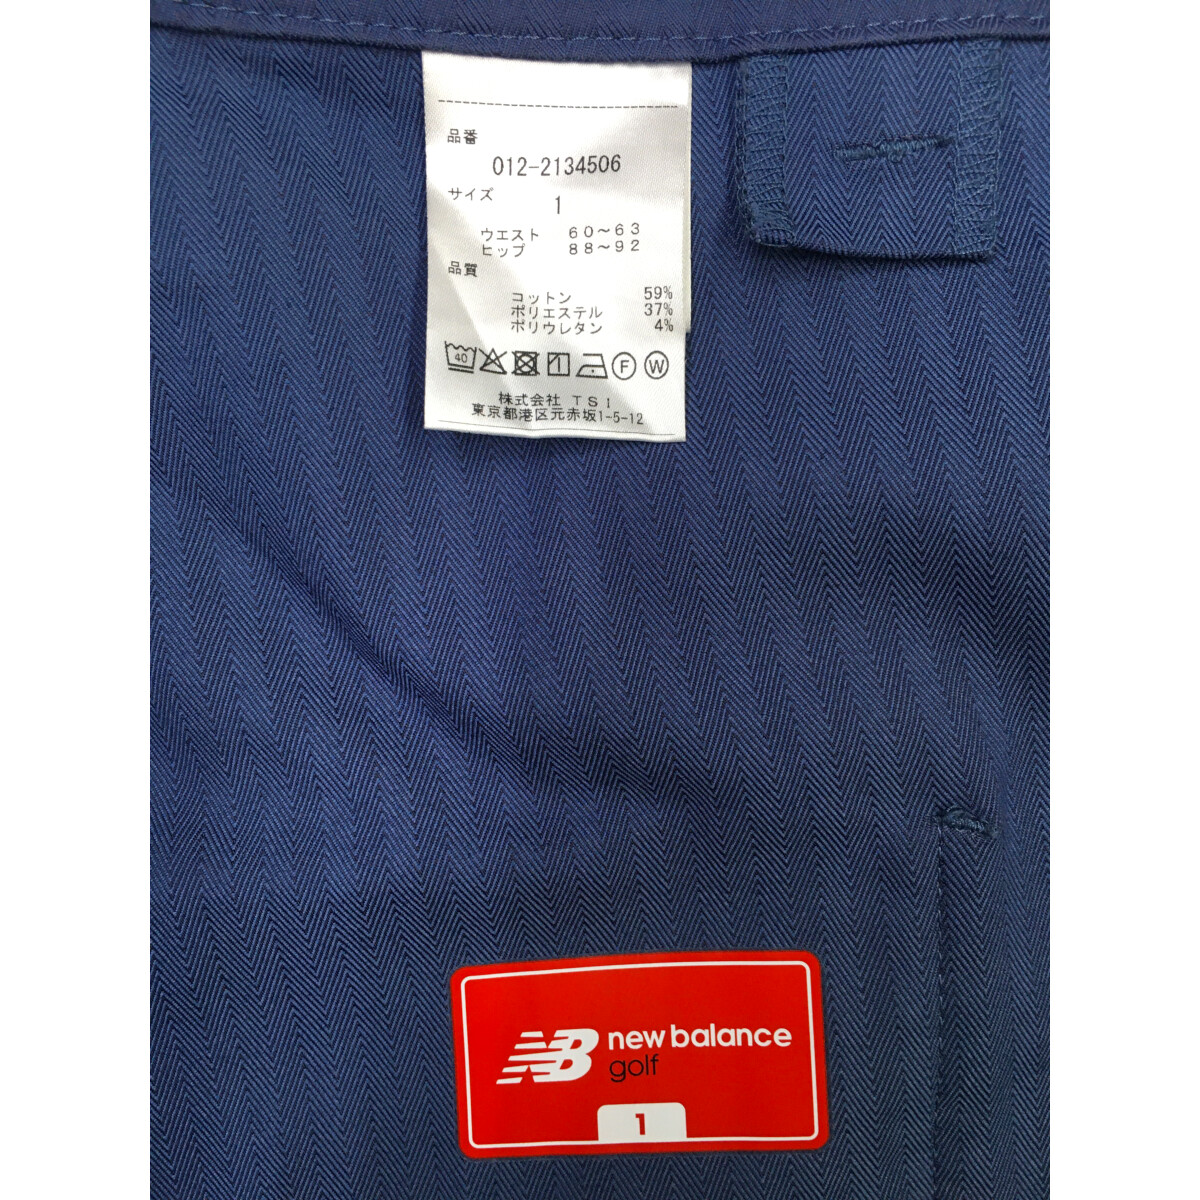 品番
012-2134506
サイズ
1
ウエスト 60〜63
ヒップ 88〜92
品質
コットン 59%
ポリエステル 37%
ポリウレタン 4%
40 F W
株式会社 TSI
東京都港区元赤坂1-5-12
NB new balance
golf
1